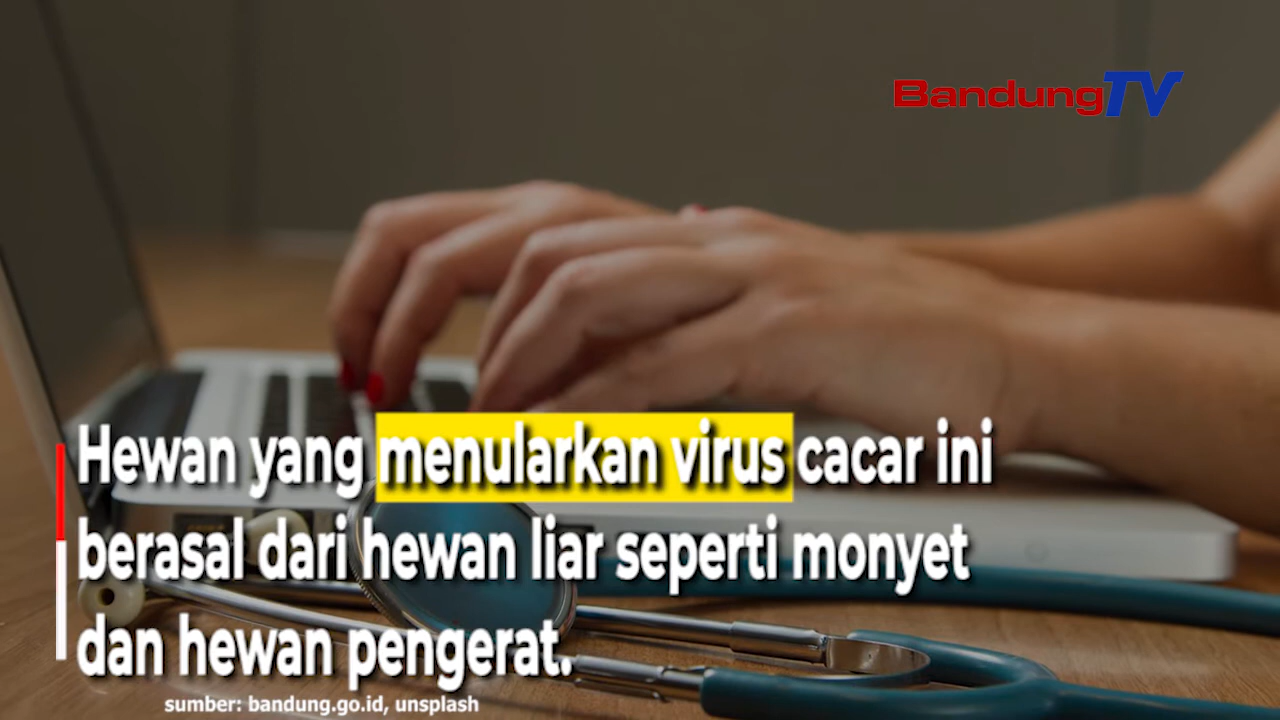 BandungTV
Hewan yang menularkan virus cacar ini
berasal dari hewan liar seperti monyet
dan hewan pengerat.
sumber: bandung.go.id, unsplash